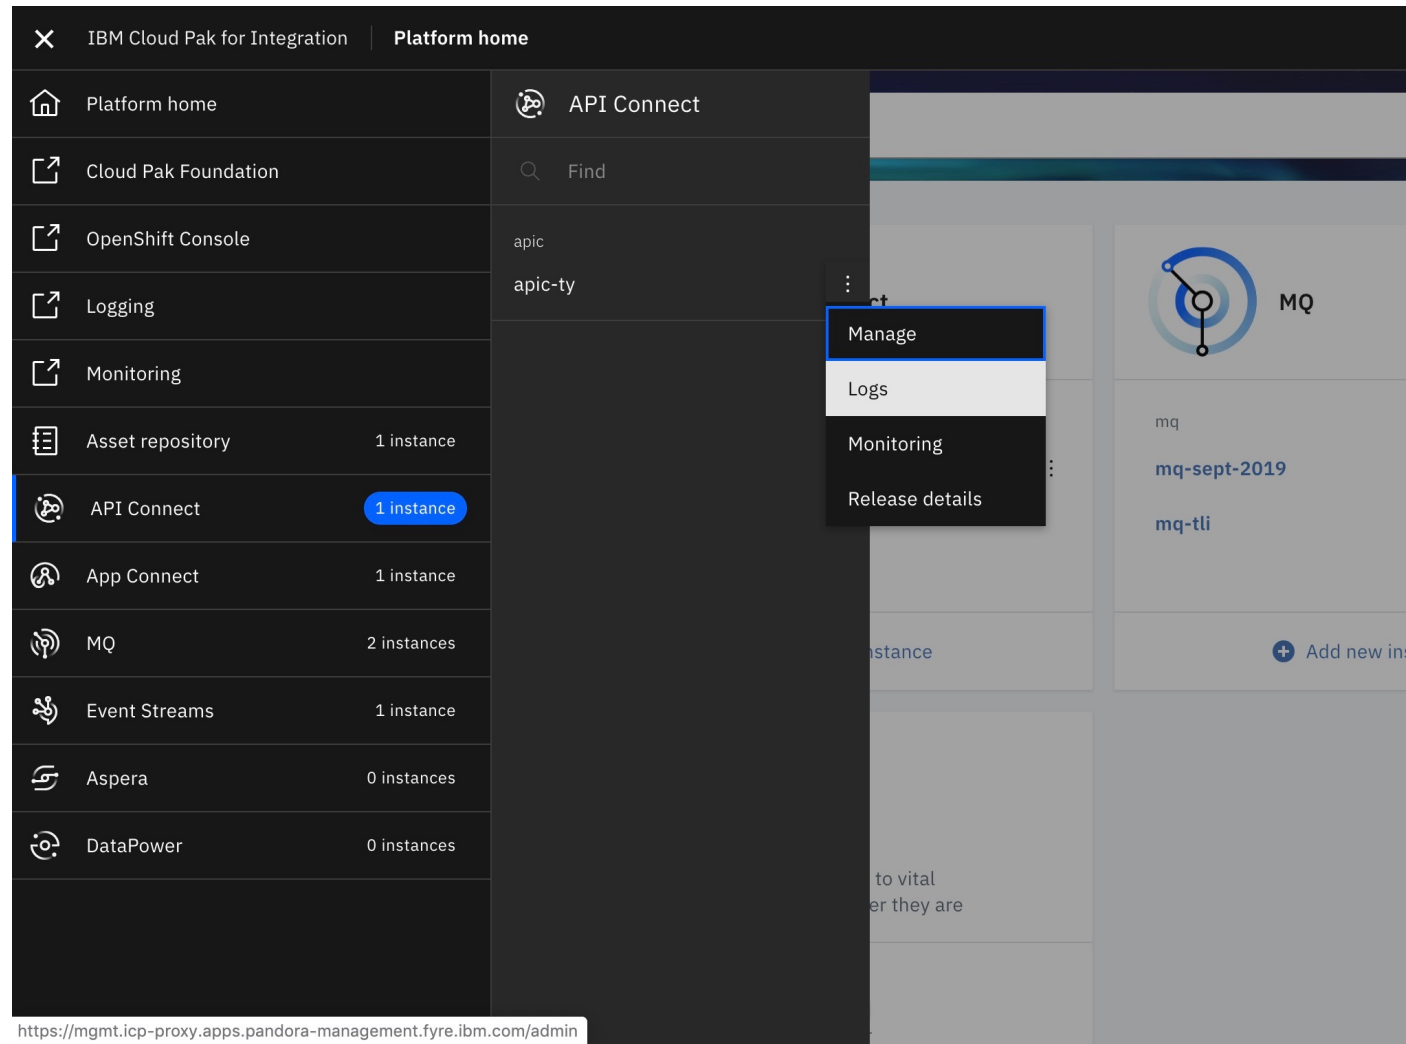 IBM Cloud Pak for Integration
Platform home
Platform home
Cloud Pak Foundation
OpenShift Console
Logging
Monitoring
Asset repository 1 instance
API Connect 1 instance
App Connect 1 instance
MQ 2 instances
Event Streams 1 instance
Aspera 0 instances
DataPower 0 instances
API Connect
Find
apic
apic-ty
Manage
Logs
Monitoring
Release details
MQ
mq
mq-sept-2019
mq-tli
Add new
to vital
they are
https://mgmt.icp-proxy.apps.pandora-management.fyre.ibm.com/admin